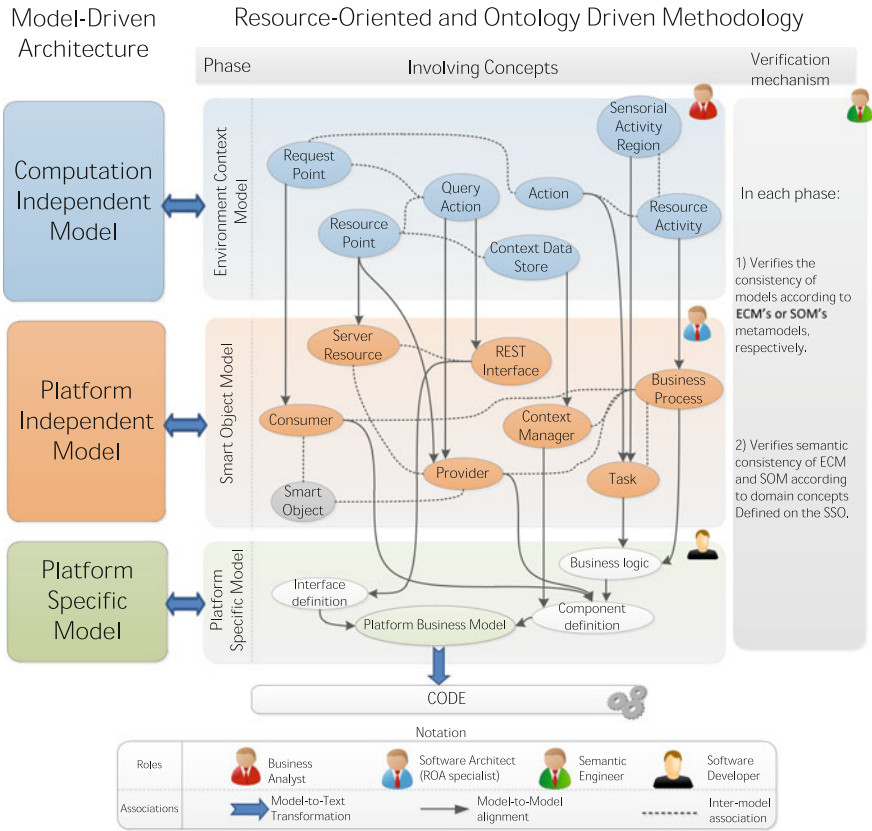 Model-Driven
Architecture
Resource-Oriented and Ontology Driven Methodology
Phase
Involving Concepts
Verification
mechanism
Computation
Independent
Model
Environment Context
Model
Request
Point
Resource
Point
Query
Action
Action
Sensorial
Activity
Region
Resource
Activity
Context Data
Store
In each phase:
1) Verifies the
consistency of
models according to
ECM's or SOM's
metamodels,
respectively.
2) Verifies semantic
consistency of ECM
and SOM according
to domain concepts
Defined on the SSO.
Platform
Independent
Model
Smart Object Model
Server
Resource
REST
Interface
Business
Process
Consumer
Context
Manager
Provider
Task
Smart
Object
Platform
Specific
Model
Platform
Specific Model
Business logic
Interface
definition
Platform Business Model
Component
definition
CODE
Notation
Roles
Business
Analyst
Software Architect
(ROA specialist)
Semantic
Engineer
Software
Developer
Associations
Model-to-Text
Transformation
Model-to-Model
alignment
Inter-model
association